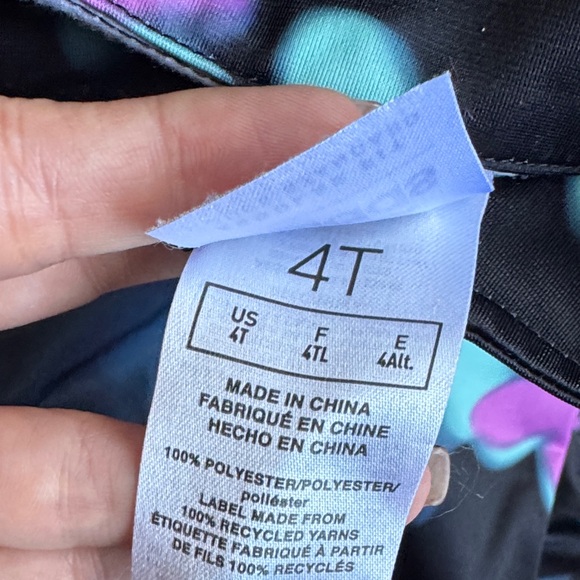 4T
US F E
4T 4TL 4Alt.
MADE IN CHINA
FABRIQUÉ EN CHINE
HECHO EN CHINA
100% POLYESTER/POLYESTER/
poliéster
LABEL MADE FROM
100% RECYCLED YARNS
ÉTIQUETTE FABRIQUÉ À PARTIR
DE FILS 100% RECYCLÉS